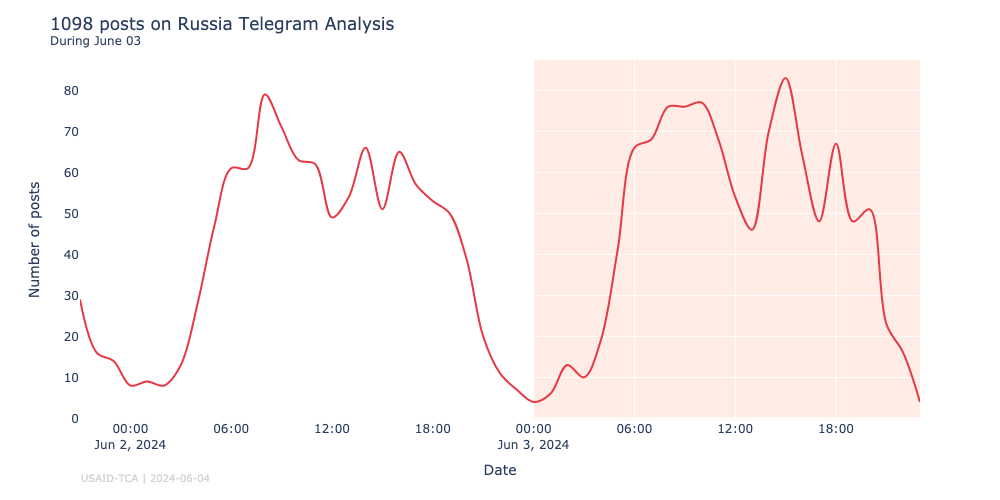 1098 posts on Russia Telegram Analysis
During June 03
Number of posts
80
70
60
50
40
30
20
10
0
00:00 06:00 12:00 18:00 00:00 06:00 12:00 18:00
Jun 2, 2024 Jun 3, 2024
Date
USAID-TCA | 2024-06-04